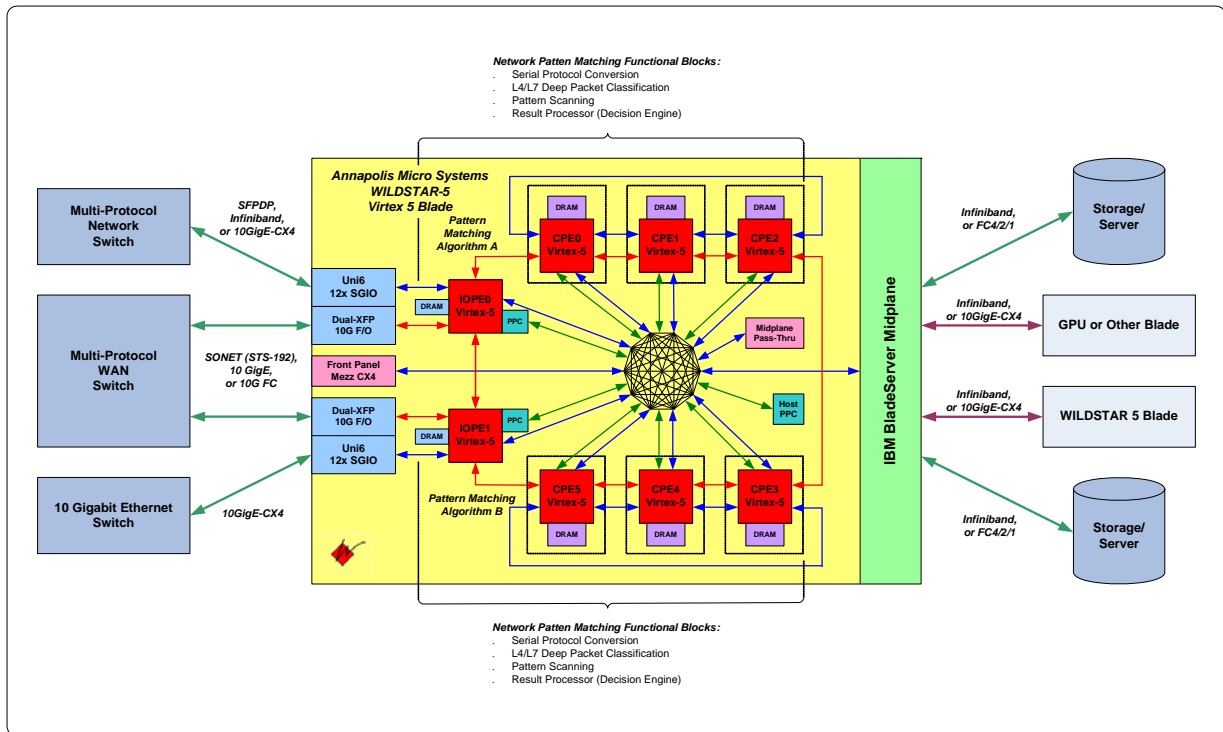 Network Patten Matching Functional Blocks:
. Serial Protocol Conversion
. L4/L7 Deep Packet Classification
. Pattern Scanning
. Result Processor (Decision Engine)
Annapolis Micro Systems
WILDSTAR-5
Virtex 5 Blade
Pattern
Matching
Algorithm A
Multi-Protocol
Network
Switch
SFPDP,
Infiniband,
or 10GigE-CX4
Multi-Protocol
WAN
Switch
SONET (STS-192),
10 GigE,
or 10G FC
10 Gigabit Ethernet
Switch
10GigE-CX4
Uni6
12x SGIO
Dual-XFP
10G F/O
Front Panel
Mezz CX4
Dual-XFP
10G F/O
Uni6
12x SGIO
IOPE0
Virtex-5
DRAM
PPC
IOPE1
Virtex-5
DRAM
PPC
DRAM
CPE0
Virtex-5
DRAM
CPE1
Virtex-5
DRAM
CPE2
Virtex-5
Midplane
Pass-Thru
Host
PPC
Pattern Matching
Algorithm B
CPE5
Virtex-5
DRAM
CPE4
Virtex-5
DRAM
CPE3
Virtex-5
DRAM
IBM BladeServer Midplane
Infiniband,
or FC4/2/1
Storage/
Server
Infiniband,
or 10GigE-CX4
GPU or Other Blade
Infiniband,
or 10GigE-CX4
WILDSTAR 5 Blade
Infiniband,
or FC4/2/1
Storage/
Server
Network Patten Matching Functional Blocks:
. Serial Protocol Conversion
. L4/L7 Deep Packet Classification
. Pattern Scanning
. Result Processor (Decision Engine)